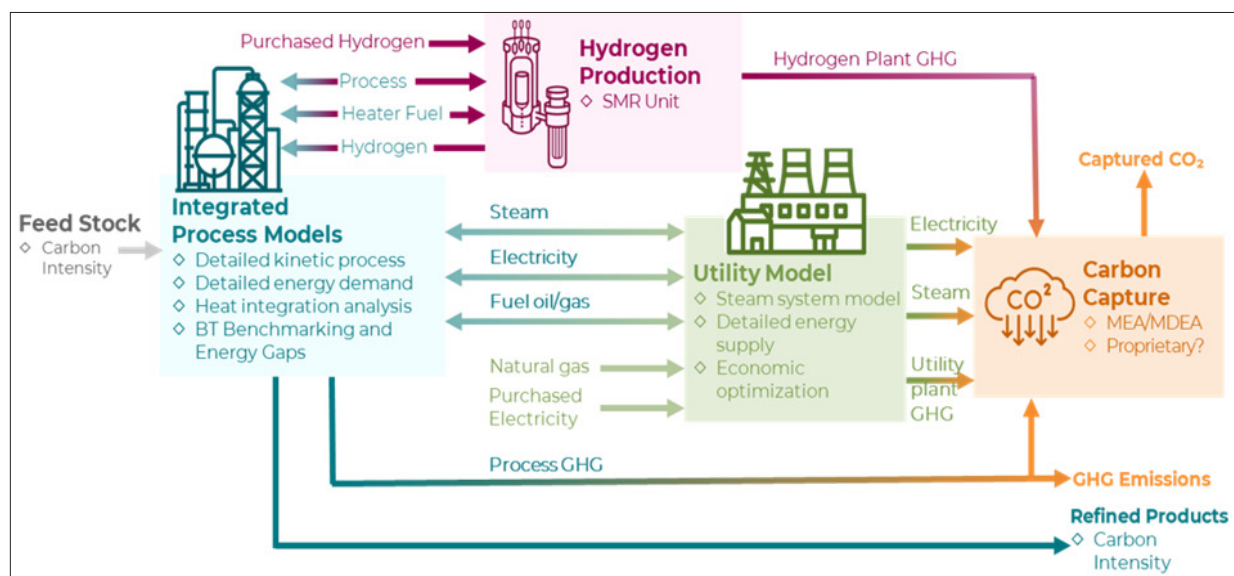 Purchased Hydrogen
Process
Heater Fuel
Hydrogen
Hydrogen
Production
◇ SMR Unit
Hydrogen Plant GHG
Captured CO₂
Feed Stock
◇ Carbon
Intensity
Integrated
Process Models
◇ Detailed kinetic process
◇ Detailed energy demand
◇ Heat integration analysis
◇ BT Benchmarking and
Energy Gaps
Steam
Electricity
Fuel oil/gas
Natural gas
Purchased
Electricity
Utility Model
◇ Steam system model
◇ Detailed energy
supply
◇ Economic
optimization
Electricity
Steam
Utility
plant
GHG
CO²
Carbon
Capture
◇ MEA/MDEA
◇ Proprietary?
Process GHG
GHG Emissions
Refined Products
◇ Carbon
Intensity